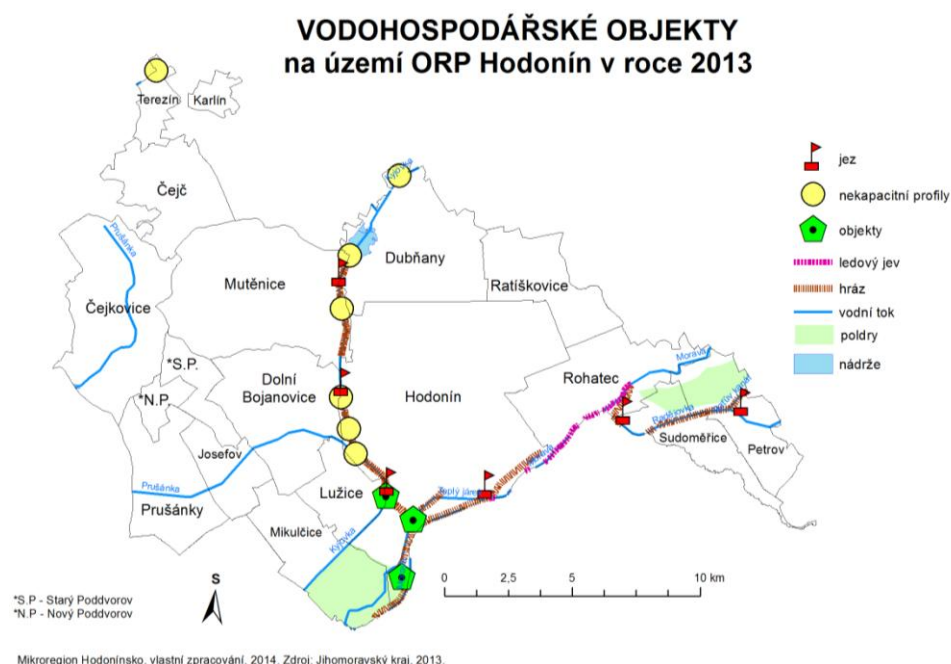 VODOHOSPODÁŘSKÉ OBJEKTY
na území ORP Hodonín v roce 2013
Terezín
Karlín
Čejč
Kyjovka
Prušánka
Dubňany
Mutěnice
Ratíškovice
Čejkovice
*S.P.
*N.P.
Dolní
Bojanovice
Hodonín
Rohatec
Morava
Radějovka
Sudoměřice
Petrov
Josefov
Prušánka
Prušánky
Lužice
Teplý
Mikulčice
Kyjovka
jez
nekapacitní profily
objekty
ledový jev
hráz
vodní tok
poldry
nádrže
S
0
2,5
5
10 km
*S.P - Starý Poddvorov
*N.P - Nový Poddvorov
Mikroregion Hodonínsko, vlastní zpracování, 2014. Zdroj: Jihomoravský kraj, 2013.